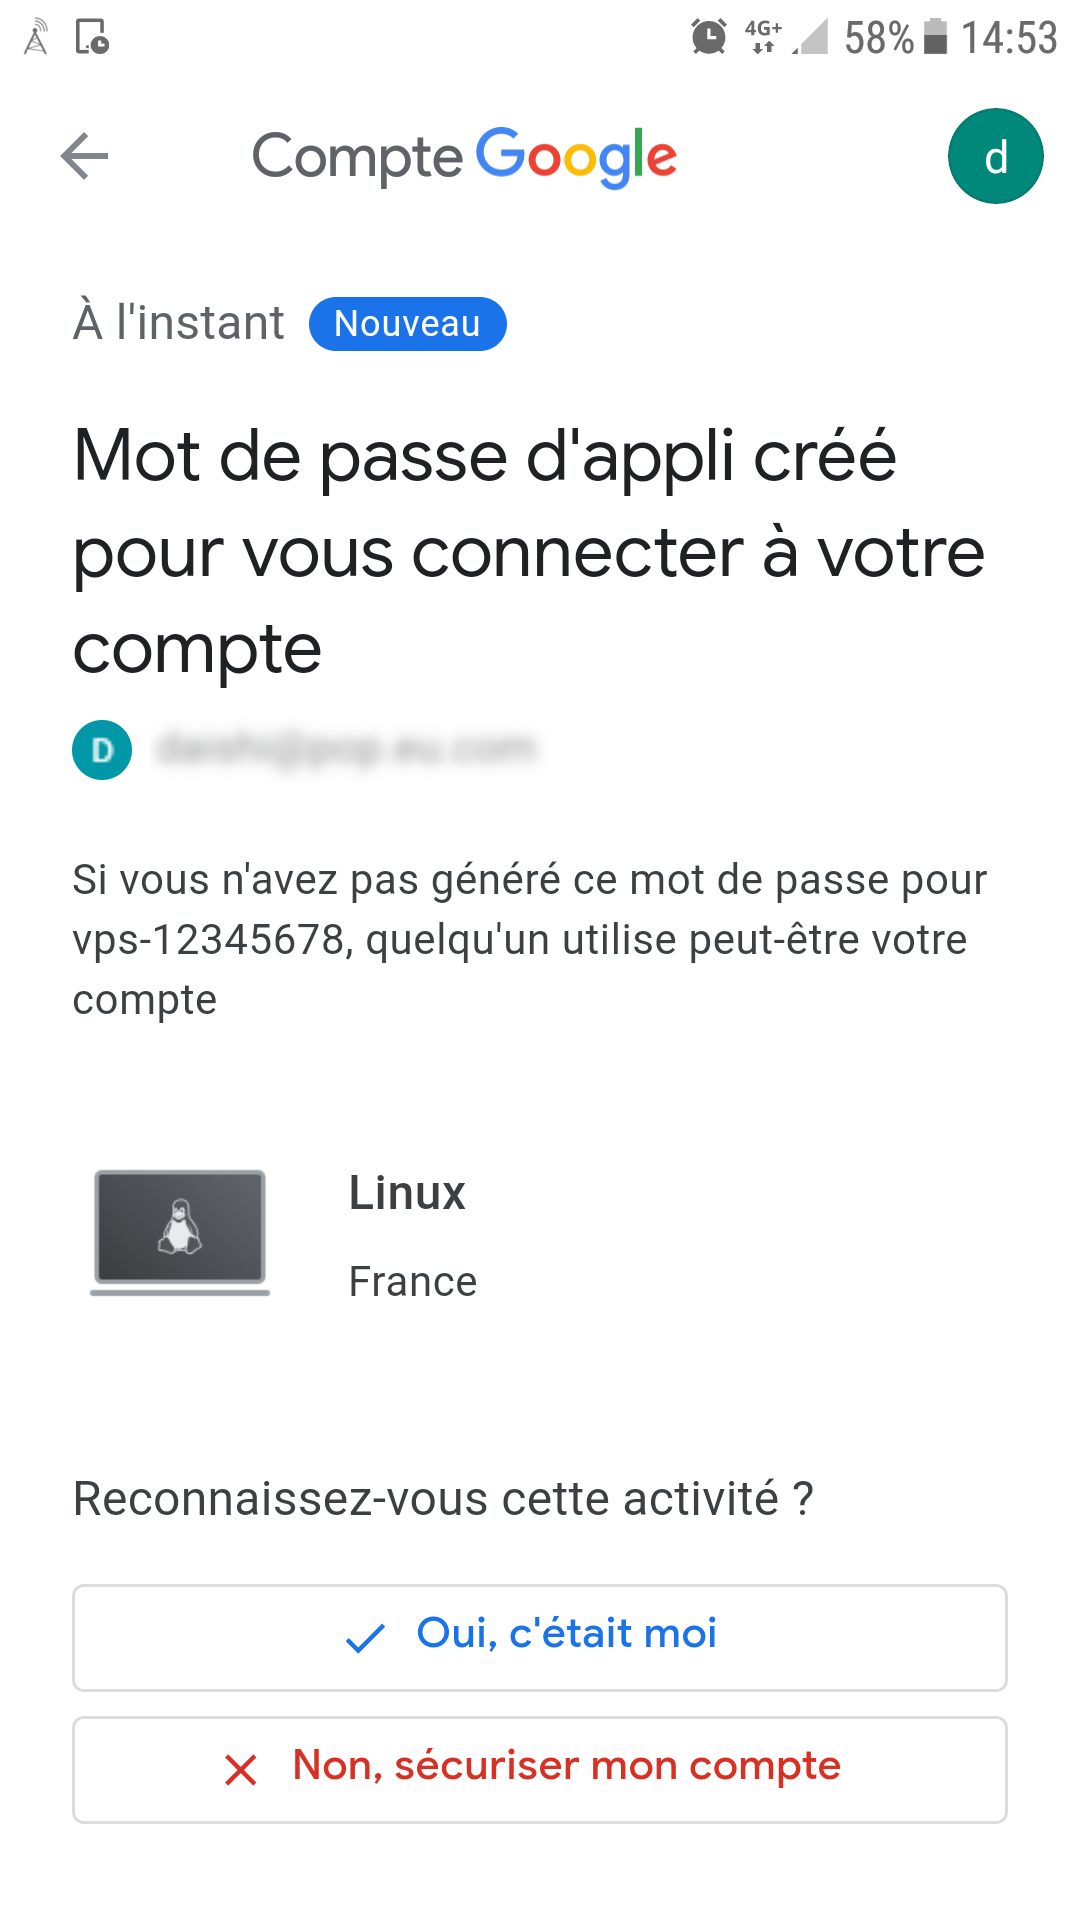 4G+ 58% 14:53
Compte Google
d
À l'instant Nouveau
Mot de passe d'appli créé
pour vous connecter à votre
compte
D
Si vous n'avez pas généré ce mot de passe pour
vps-12345678, quelqu'un utilise peut-être votre
compte
Linux
France
Reconnaissez-vous cette activité ?
Oui, c'était moi
Non, sécuriser mon compte